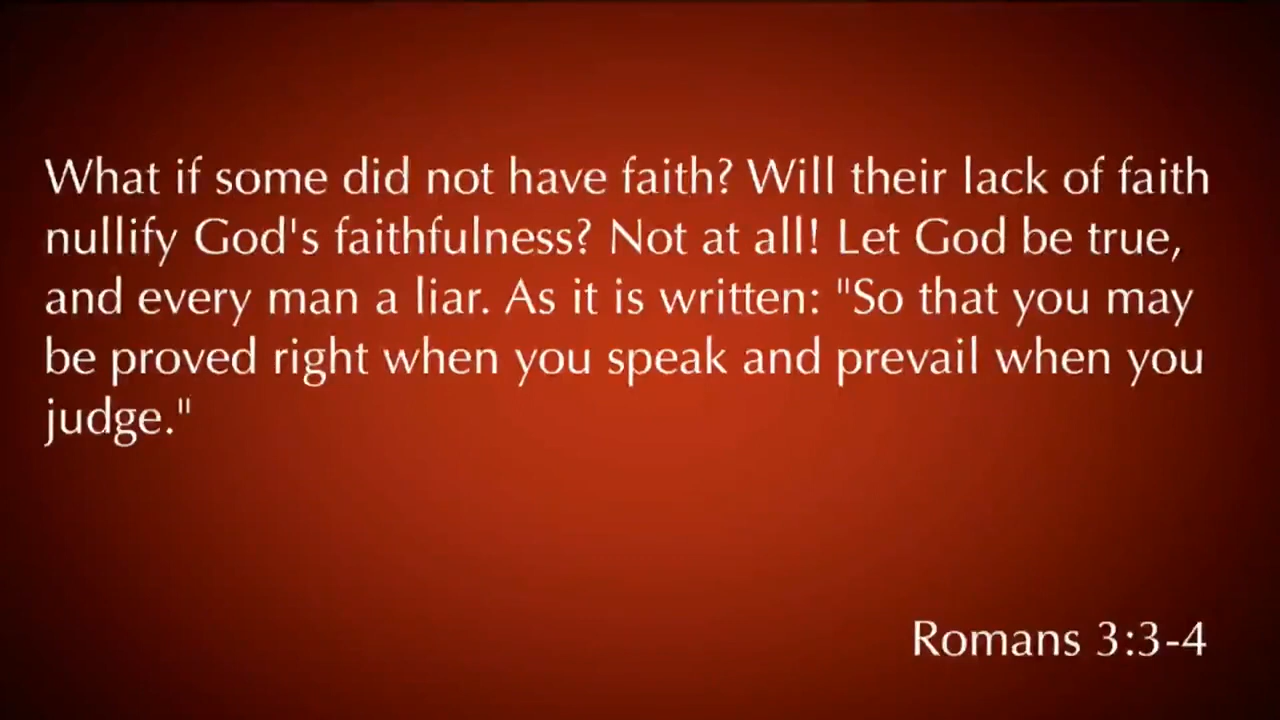 What if some did not have faith? Will their lack of faith
nullify God's faithfulness? Not at all! Let God be true,
and every man a liar. As it is written: "So that you may
be proved right when you speak and prevail when you
judge."
Romans 3:3-4